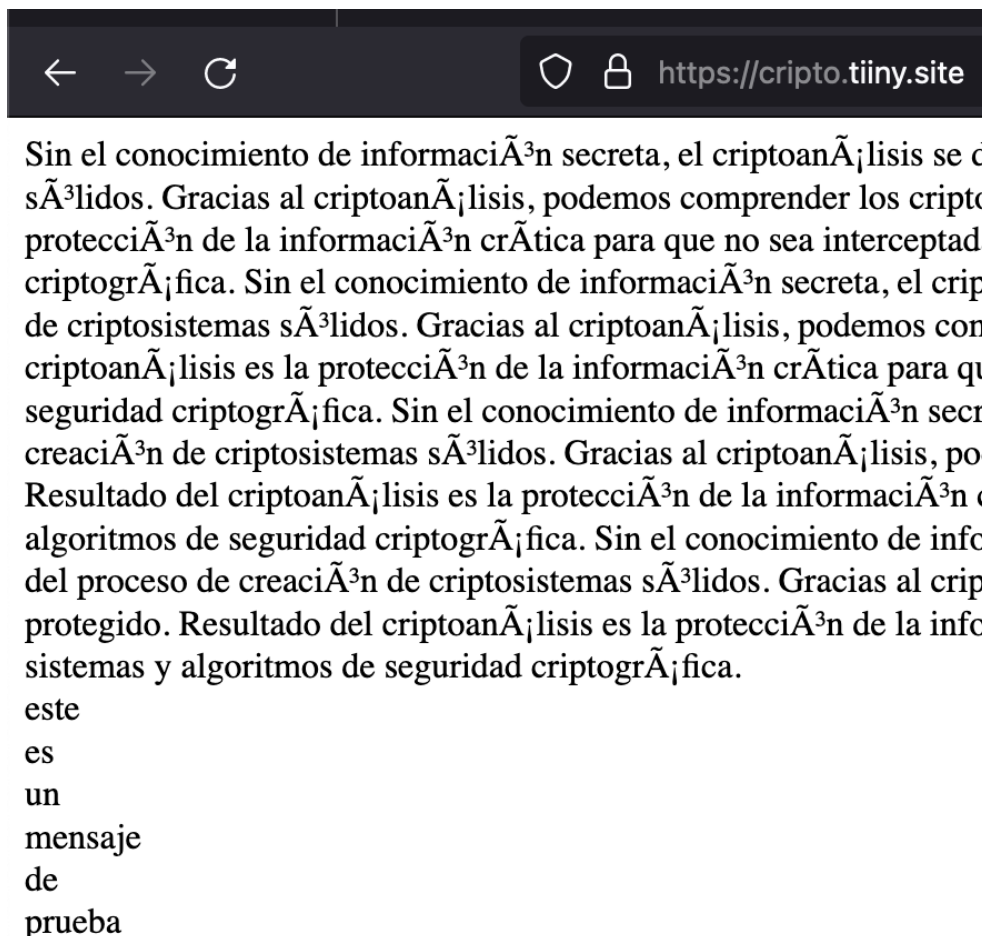 https://cripto.tiiny.site
Sin el conocimiento de informaciÃ³n secreta, el criptoanÃ¡lisis se d
sÃ³lidos. Gracias al criptoanÃ¡lisis, podemos comprender los cripto
protecciÃ³n de la informaciÃ³n crÃtica para que no sea interceptad
criptogrÃ¡fica. Sin el conocimiento de informaciÃ³n secreta, el crip
de criptosistemas sÃ³lidos. Gracias al criptoanÃ¡lisis, podemos com
criptoanÃ¡lisis es la protecciÃ³n de la informaciÃ³n crÃtica para qu
seguridad criptogrÃ¡fica. Sin el conocimiento de informaciÃ³n secr
creaciÃ³n de criptosistemas sÃ³lidos. Gracias al criptoanÃ¡lisis, po
Resultado del criptoanÃ¡lisis es la protecciÃ³n de la informaciÃ³n c
algoritmos de seguridad criptogrÃ¡fica. Sin el conocimiento de info
del proceso de creaciÃ³n de criptosistemas sÃ³lidos. Gracias al crip
protegido. Resultado del criptoanÃ¡lisis es la protecciÃ³n de la info
sistemas y algoritmos de seguridad criptogrÃ¡fica.
este
es
un
mensaje
de
prueba